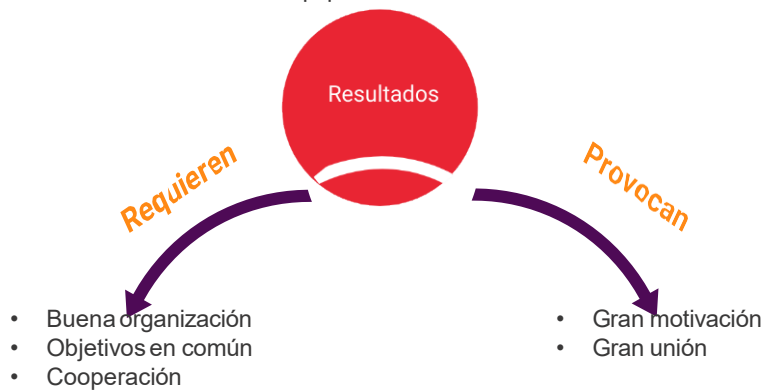 Resultados
Requieren
Provocan
• Buena organización
• Objetivos en común
• Cooperación
• Gran motivación
• Gran unión